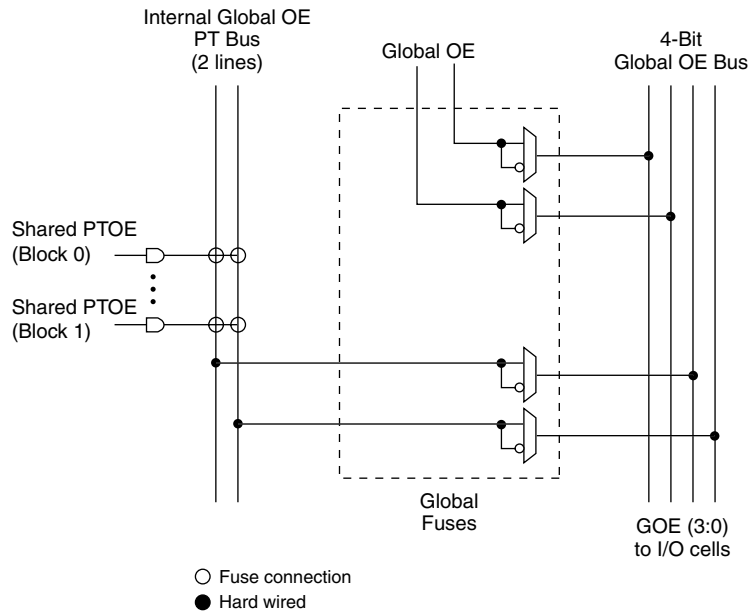 Internal Global OE
PT Bus
(2 lines)
Global OE
4-Bit
Global OE Bus
Shared PTOE
(Block 0)
Shared PTOE
(Block 1)
Global
Fuses
GOE (3:0)
to I/O cells
Fuse connection
Hard wired